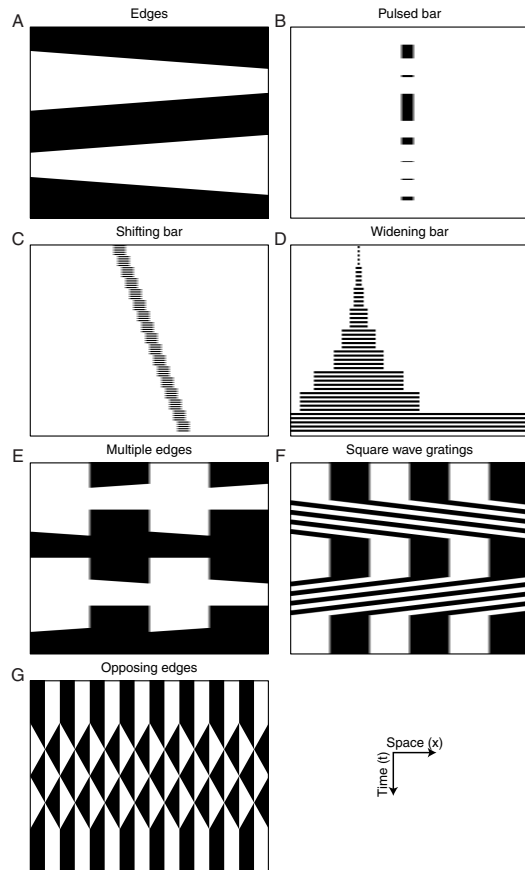 A Edges
B Pulsed bar
C Shifting bar
D Widening bar
E Multiple edges
F Square wave gratings
G Opposing edges
Space (x)
Time (t)